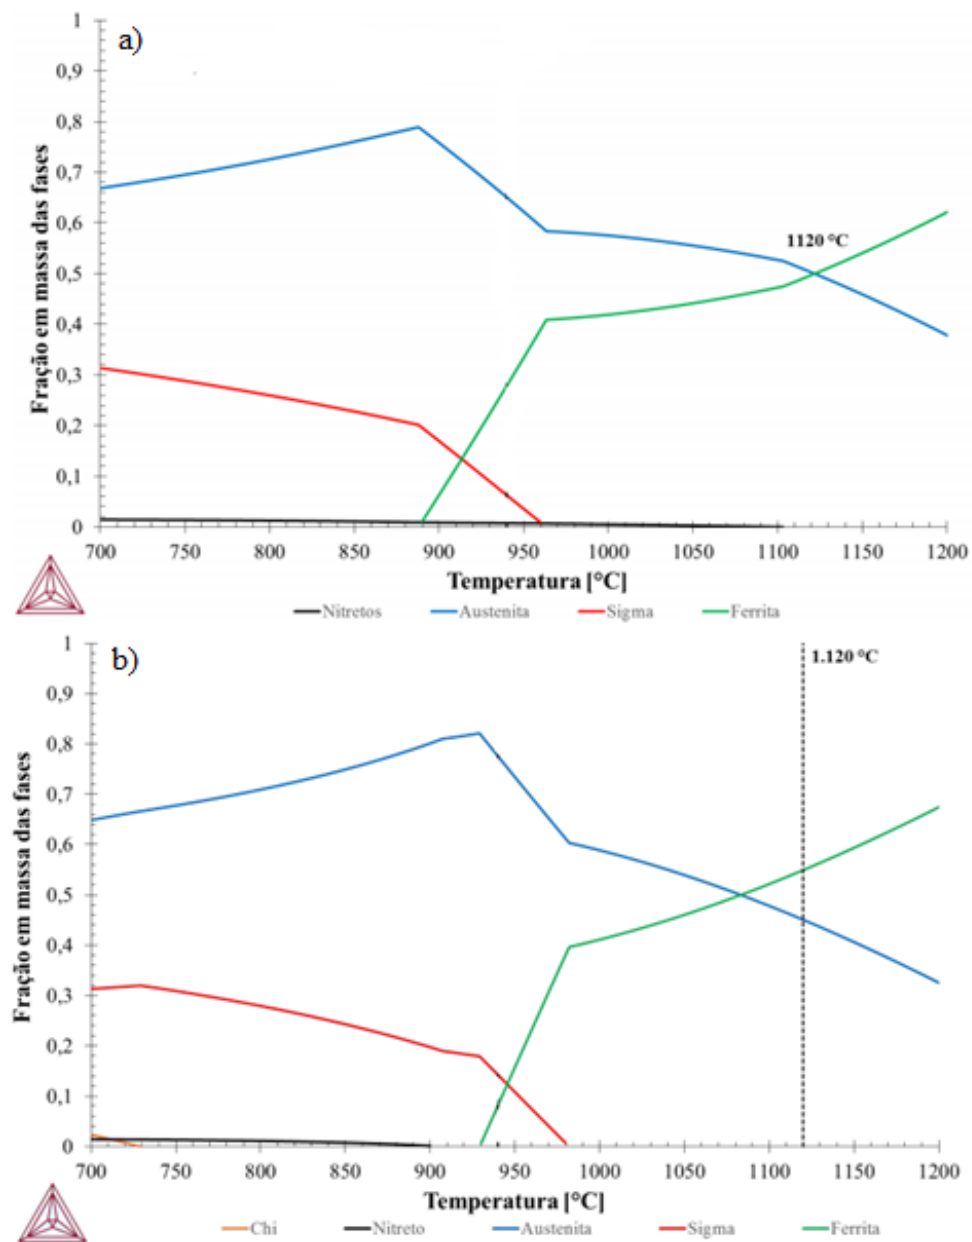 a)
1
0,9
0,8
0,7
0,6
0,5
0,4
0,3
0,2
0,1
0
Fração em massa das fases
1120 °C
700 750 800 850 900 950 1000 1050 1100 1150 1200
Temperatura [°C]
Nitretos Austenita Sigma Ferrita
b)
1
0,9
0,8
0,7
0,6
0,5
0,4
0,3
0,2
0,1
0
Fração em massa das fases
1.120 °C
700 750 800 850 900 950 1000 1050 1100 1150 1200
Temperatura [°C]
Chi Nitreto Austenita Sigma Ferrita